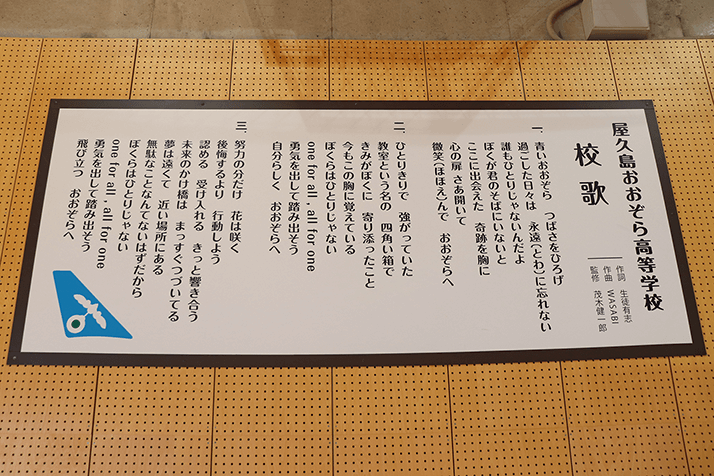 屋久島おおぞら高等学校
校歌
作詞 生徒有志
作曲 WASABI
監修 茂木健一郎
一、青いおおぞら つばさをひろげ
過ごした日々は 永遠(とわ)に忘れない
誰もひとりじゃないんだよ
ぼくが君のそばにいないと
ここに出会えた 奇跡を胸に
心の扉 さあ開いて
微笑(ほほえ)んで おおぞらへ
二、ひとりきりで 強がっていた
教室という名の 四角い箱で
きみがぼくに 寄り添ったこと
今もこの胸に覚えている
ぼくらはひとりじゃない
one for all , all for one
勇気を出して踏み出そう
自分らしく おおぞらへ
三、努力の分だけ 花は咲く
後悔するより 行動しよう
認める 受け入れる きっと響き合う
未来のかけ橋は まっすぐつづいてる
夢は遠くて 近い場所にある
無駄なことなんてないはずだから
ぼくらはひとりじゃない
one for all , all for one
勇気を出して踏み出そう
飛び立つ おおぞらへ